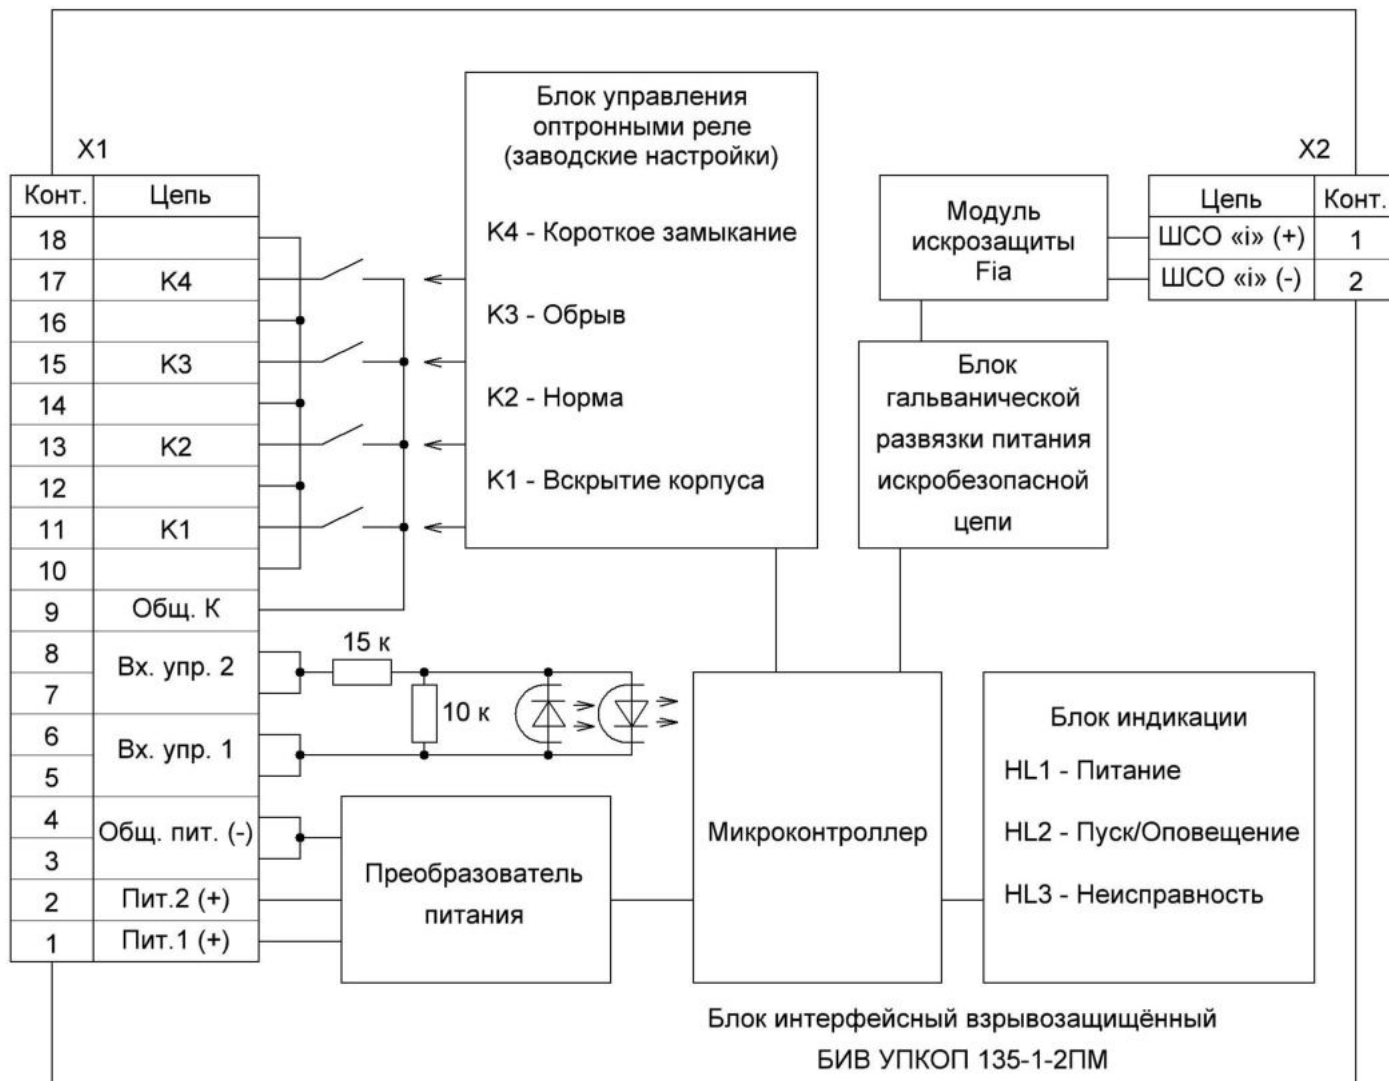 X1
Конт. Цепь
18
17 K4
16
15 K3
14
13 K2
12
11 K1
10
9 Общ. К
8
Вх. упр. 2
7
6
Вх. упр. 1
5
4
Общ. пит. (-)
3
2 Пит.2 (+)
1 Пит.1 (+)
Блок управления
оптронными реле
(заводские настройки)
K4 - Короткое замыкание
K3 - Обрыв
K2 - Норма
K1 - Вскрытие корпуса
15 к
10 к
Преобразователь
питания
Микроконтроллер
Модуль
искрозащиты
Fia
X2
Цепь Конт.
ШСО «i» (+) 1
ШСО «i» (-) 2
Блок
гальванической
развязки питания
искробезопасной
цепи
Блок индикации
HL1 - Питание
HL2 - Пуск/Оповещение
HL3 - Неисправность
Блок интерфейсный взрывозащищённый
БИВ УПКОП 135-1-2ПМ